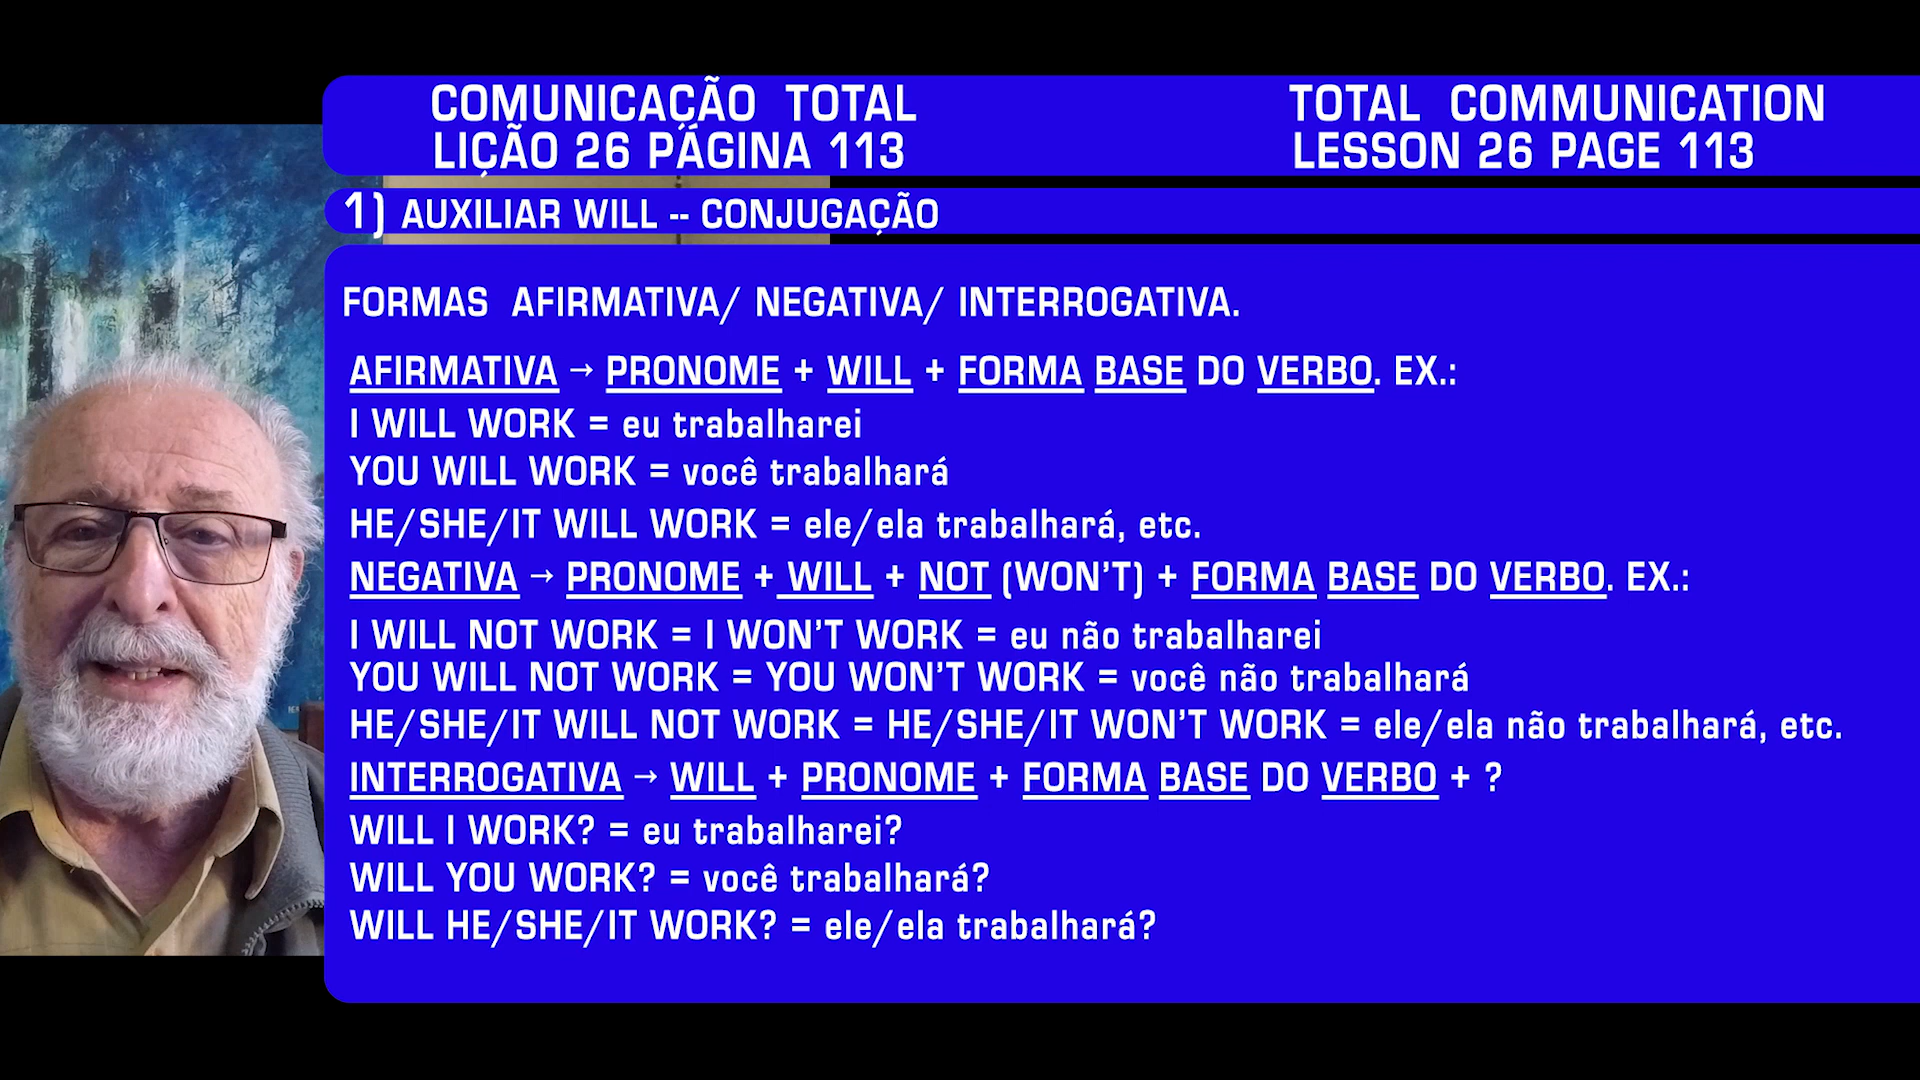 COMUNICAÇÃO TOTAL
LIÇÃO 26 PÁGINA 113
TOTAL COMMUNICATION
LESSON 26 PAGE 113
1) AUXILIAR WILL -- CONJUGAÇÃO
FORMAS AFIRMATIVA/ NEGATIVA/ INTERROGATIVA.
AFIRMATIVA → PRONOME + WILL + FORMA BASE DO VERBO. EX.:
I WILL WORK = eu trabalharei
YOU WILL WORK = você trabalhará
HE/SHE/IT WILL WORK = ele/ela trabalhará, etc.
NEGATIVA → PRONOME + WILL + NOT (WON'T) + FORMA BASE DO VERBO. EX.:
I WILL NOT WORK = I WON'T WORK = eu não trabalharei
YOU WILL NOT WORK = YOU WON'T WORK = você não trabalhará
HE/SHE/IT WILL NOT WORK = HE/SHE/IT WON'T WORK = ele/ela não trabalhará, etc.
INTERROGATIVA → WILL + PRONOME + FORMA BASE DO VERBO + ?
WILL I WORK? = eu trabalharei?
WILL YOU WORK? = você trabalhará?
WILL HE/SHE/IT WORK? = ele/ela trabalhará?